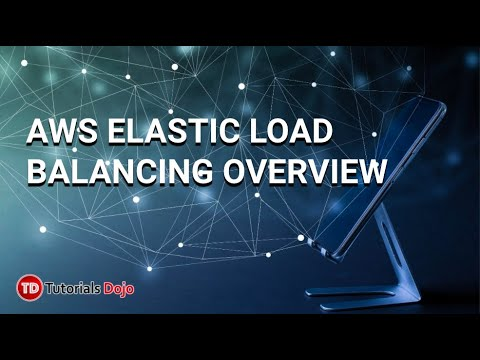 AWS ELASTIC LOAD
BALANCING OVERVIEW
TD Tutorials Dojo